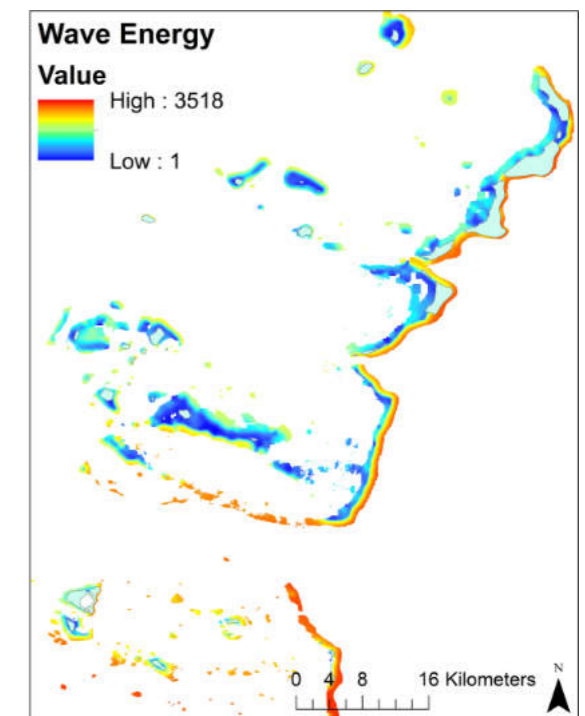 Wave Energy
Value
High : 3518
Low : 1
0 4 8 16 Kilometers
N